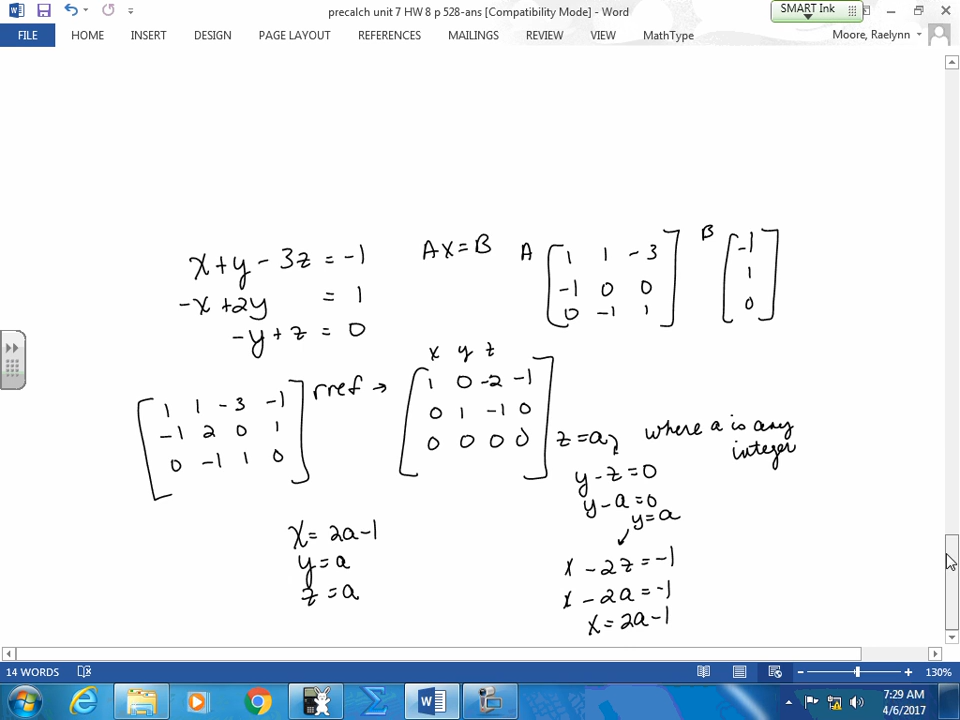 precalch unit 7 HW 8 p 528-ans [Compatibility Mode] - Word
SMART Ink
FILE HOME INSERT DESIGN PAGE LAYOUT REFERENCES MAILINGS REVIEW VIEW MathType Moore, Raelynn
x+y-3z=-1
-x+2y =1
-y+z=0
AX=B
A
1 1 -3
-1 0 0
0 -1 1
B
-1
1
0
1 1 -3 -1
-1 2 0 1
0 -1 1 0
rref →
x y z
1 0 -2 -1
0 1 -1 0
0 0 0 0
z=a,
where a is any
integer
y-z=0
y-a=0
y=a
x-2z=-1
x-2a=-1
x=2a-1
x=2a-1
y=a
z=a
14 WORDS
130%
7:29 AM
4/6/2017